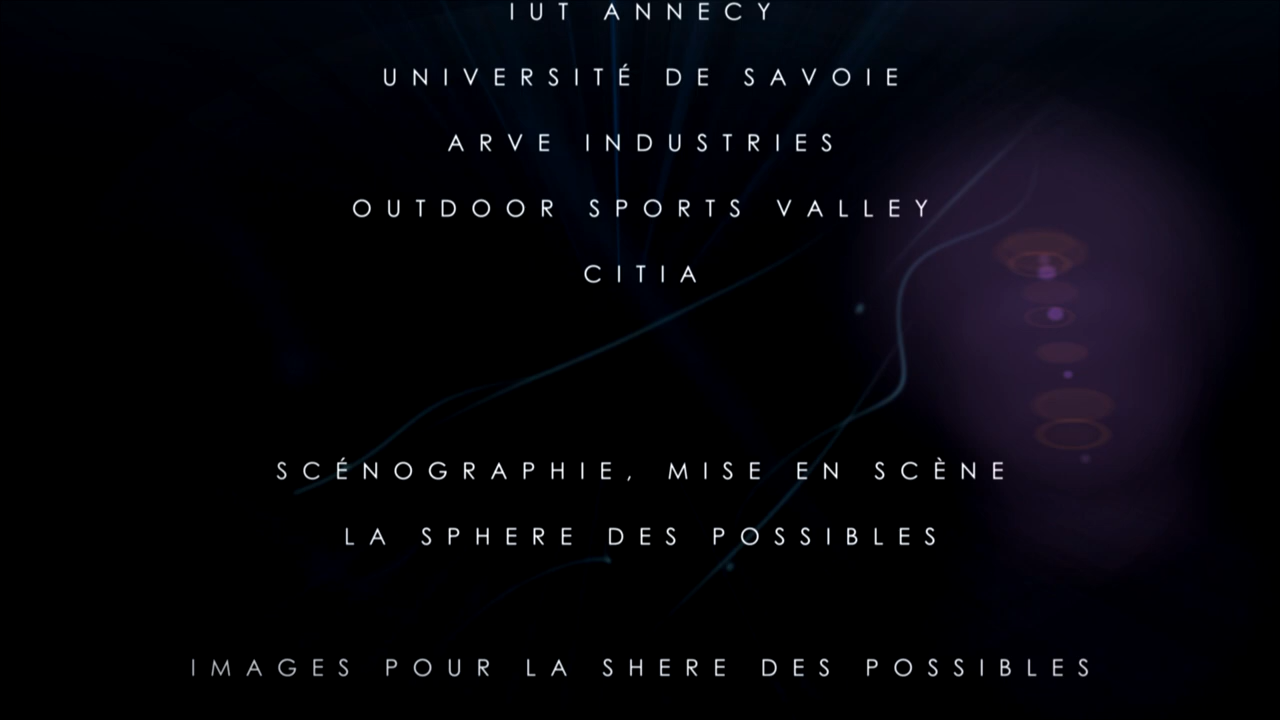 IUT ANNECY
UNIVERSITÉ DE SAVOIE
ARVE INDUSTRIES
OUTDOOR SPORTS VALLEY
CITIA
SCÉNOGRAPHIE, MISE EN SCÈNE
LA SPHERE DES POSSIBLES
IMAGES POUR LA SHERE DES POSSIBLES